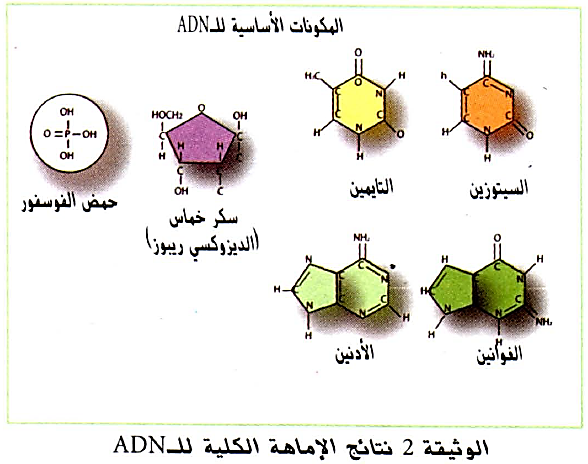 المكونات الأساسية للـADN
حمض الفوسفور
سكر خماس
(الديزوكسي ريبوز)
التايمين
السيتوزين
الأدنين
الغوانين
OH
O=P-OH
OH
HOCH₂
O
OH
C
C
H
H
H
H
C
OH
C
C
O
O
H₃C
C
N
H
C
H
N
H
C
O
NH₂
h
C
C
N
C
H
N
H
C
O
NH₂
N
C
N
H
C
N
H
N
C
H
O
H
C
N
H
C
N
H
N
H
C
NH₂
الوثيقة 2 نتائج الإماهة الكلية للـADN